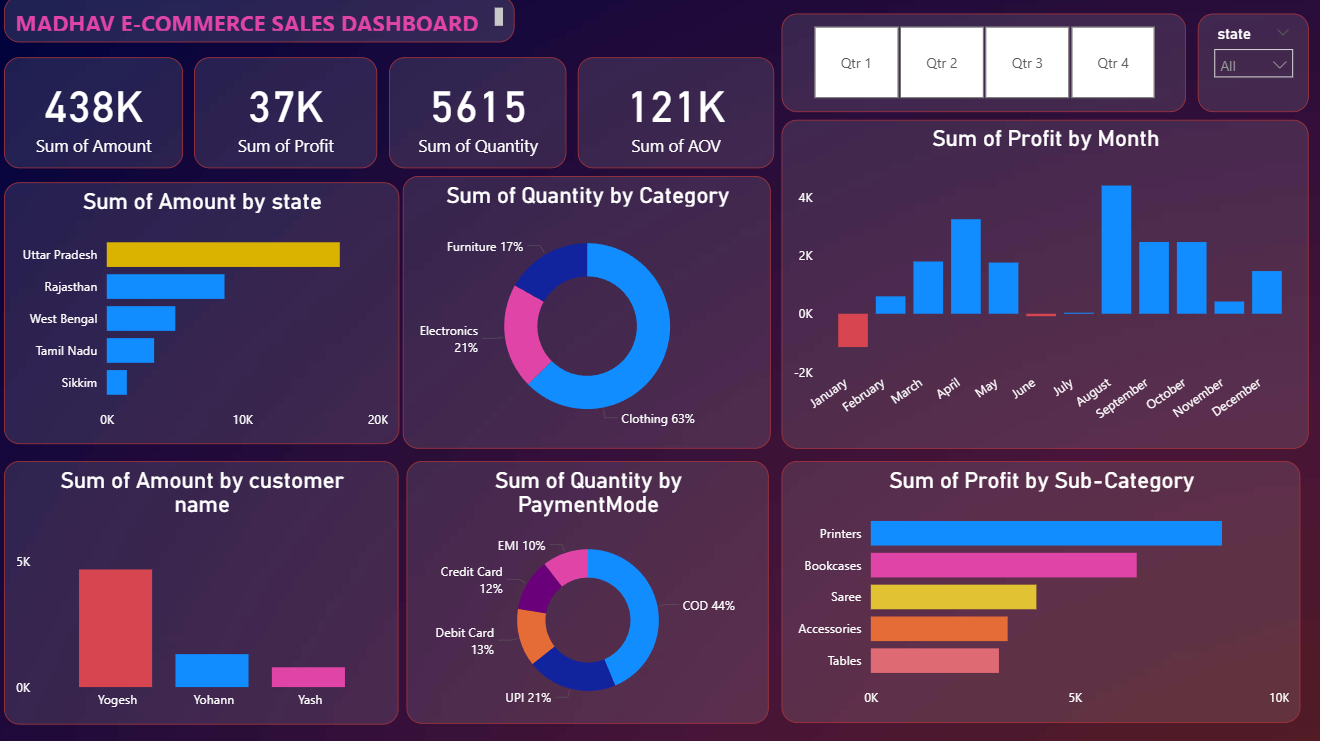 MADHAV E-COMMERCE SALES DASHBOARD
Qtr 1
Qtr 2
Qtr 3
Qtr 4
state
All
438K
Sum of Amount
37K
Sum of Profit
5615
Sum of Quantity
121K
Sum of AOV
Sum of Amount by state
Uttar Pradesh
Rajasthan
West Bengal
Tamil Nadu
Sikkim
0K
10K
20K
Sum of Quantity by Category
Furniture 17%
Electronics
21%
Clothing 63%
Sum of Profit by Month
4K
2K
0K
-2K
January
February
March
April
May
June
July
August
September
October
November
December
Sum of Amount by customer
name
5K
0K
Yogesh
Yohann
Yash
Sum of Quantity by
PaymentMode
EMI 10%
Credit Card
12%
Debit Card
13%
UPI 21%
COD 44%
Sum of Profit by Sub-Category
Printers
Bookcases
Saree
Accessories
Tables
0K
5K
10K